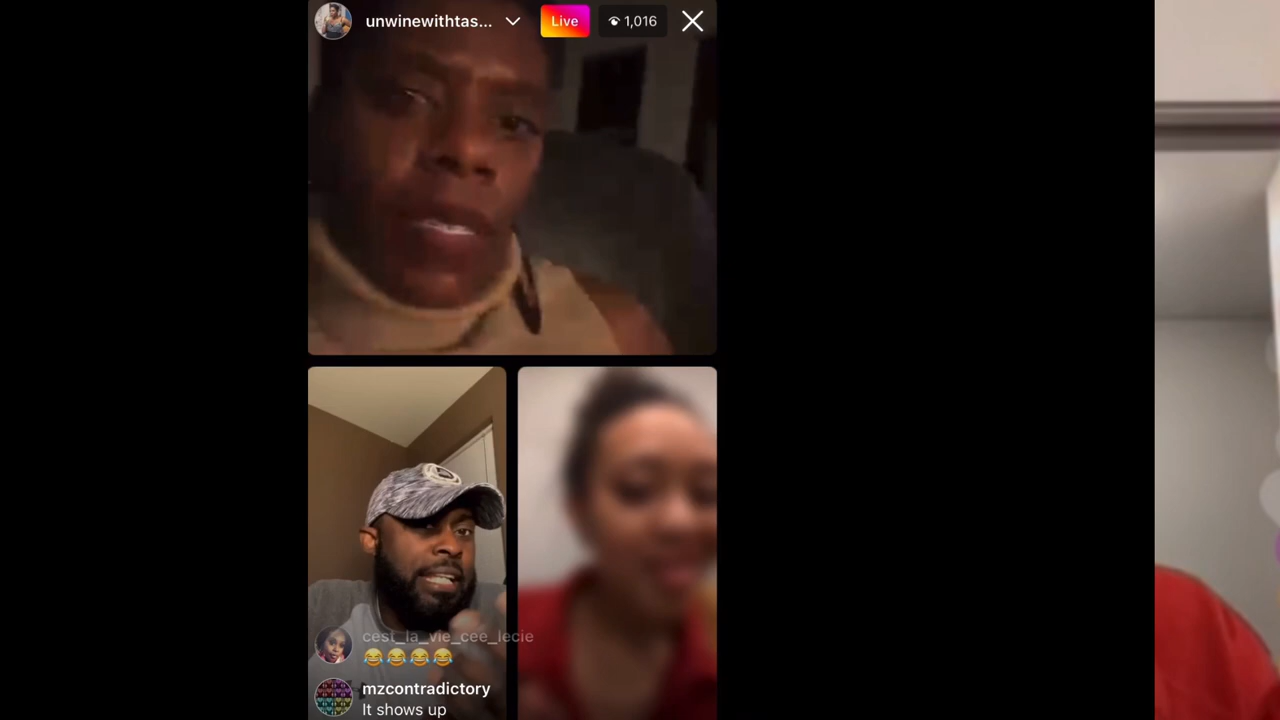 unwinewithtas...
Live
1,016
cest_la_vie_cee_lecie
😂😂😂😂
mzcontradictory
It shows up